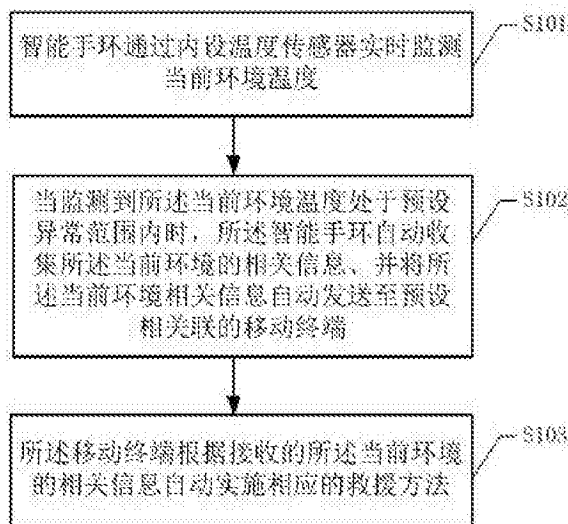 智能手环通过内设温度传感器实时监测
当前环境温度
S101
当监测到所述当前环境温度处于预设
异常范围内时，所述智能手环自动收
集所述当前环境的相关信息、并将所
述当前环境相关信息自动发送至预设
相关联的移动终端
S102
所述移动终端根据接收的所述当前环境
的相关信息自动实施相应的救援方法
S103